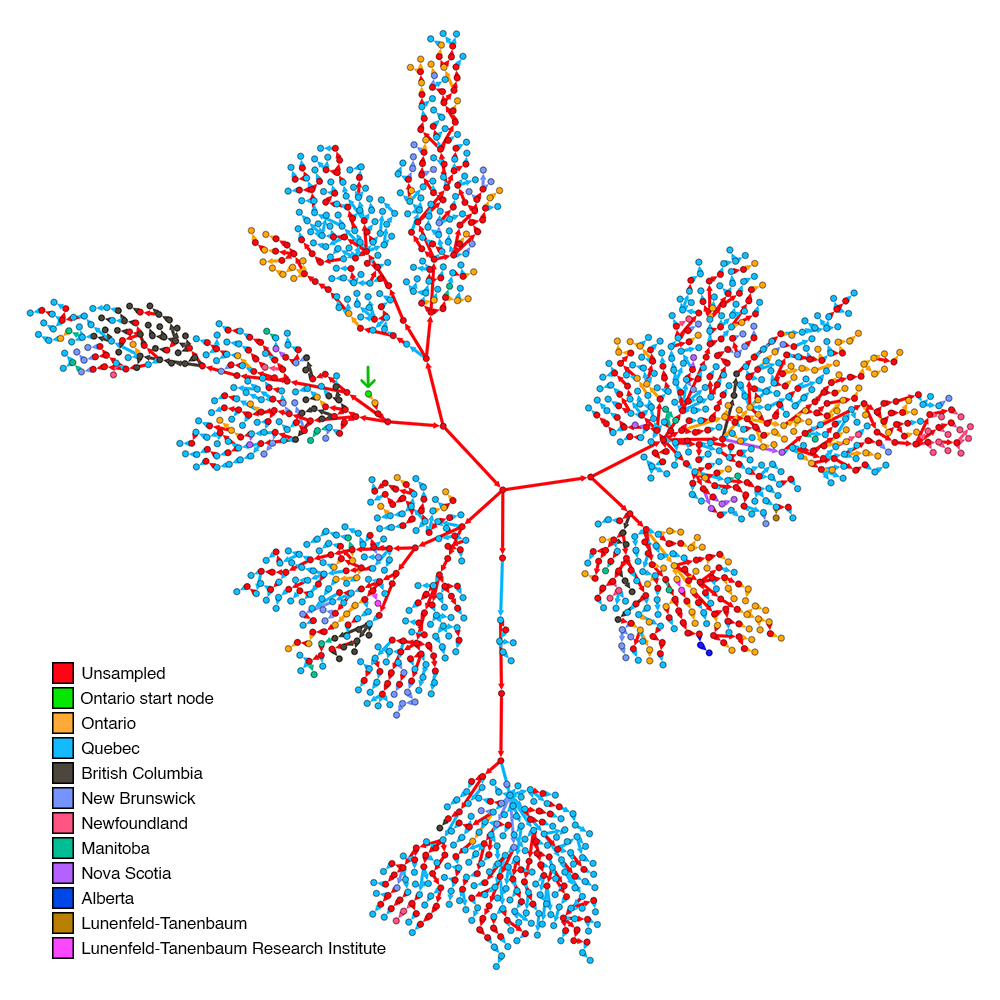 Unsampled
Ontario start node
Ontario
Quebec
British Columbia
New Brunswick
Newfoundland
Manitoba
Nova Scotia
Alberta
Lunenfeld-Tanenbaum
Lunenfeld-Tanenbaum Research Institute